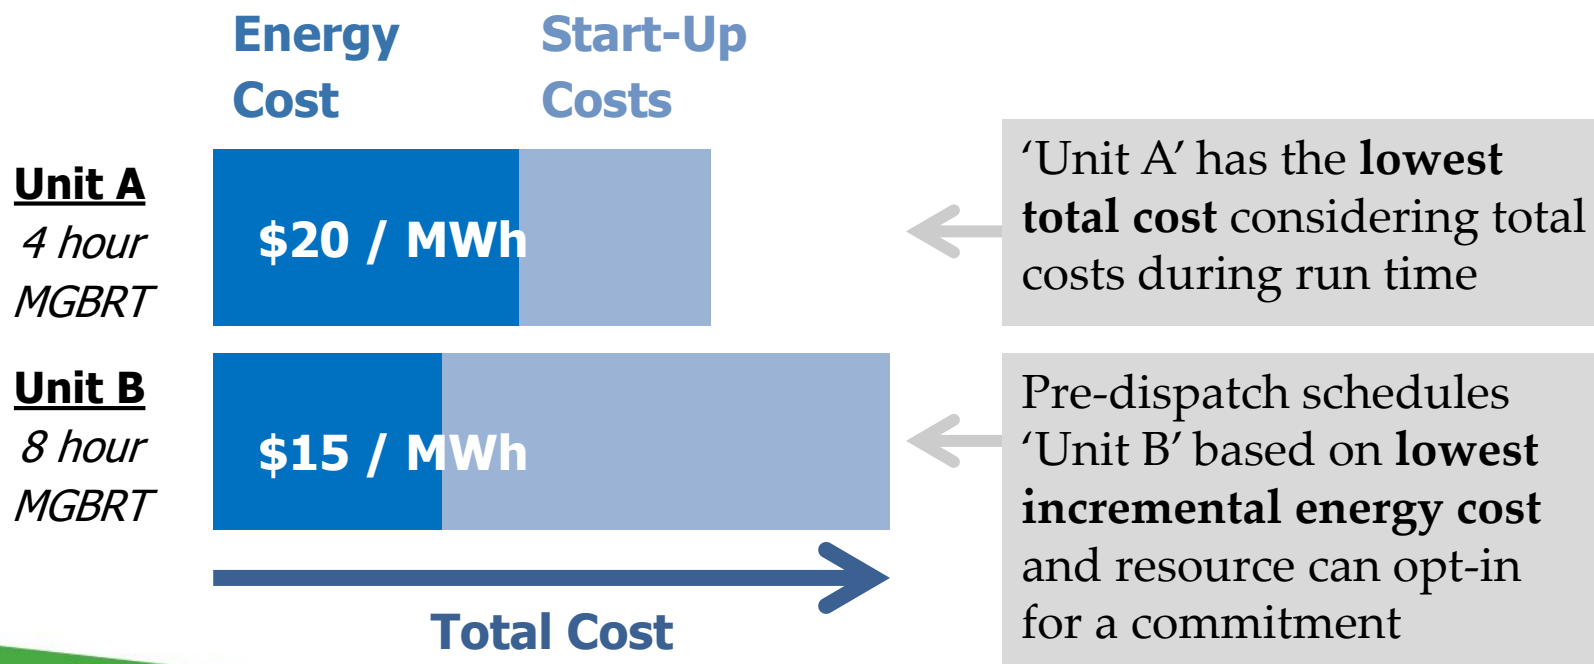 Energy
Cost
Start-Up
Costs
Unit A
4 hour
MGBRT
$20 / MWh
‘Unit A’ has the lowest
total cost considering total
costs during run time
Unit B
8 hour
MGBRT
$15 / MWh
Pre-dispatch schedules
‘Unit B’ based on lowest
incremental energy cost
and resource can opt-in
for a commitment
Total Cost